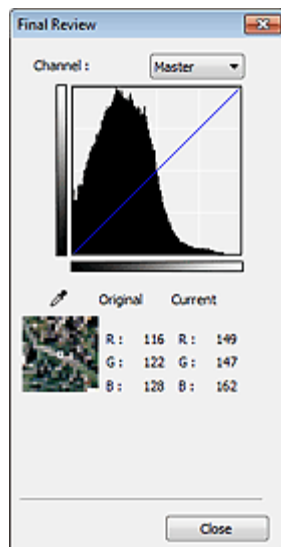 Final Review
Channel : Master
Original Current
R : 116 R : 149
G : 122 G : 147
B : 128 B : 162
Close